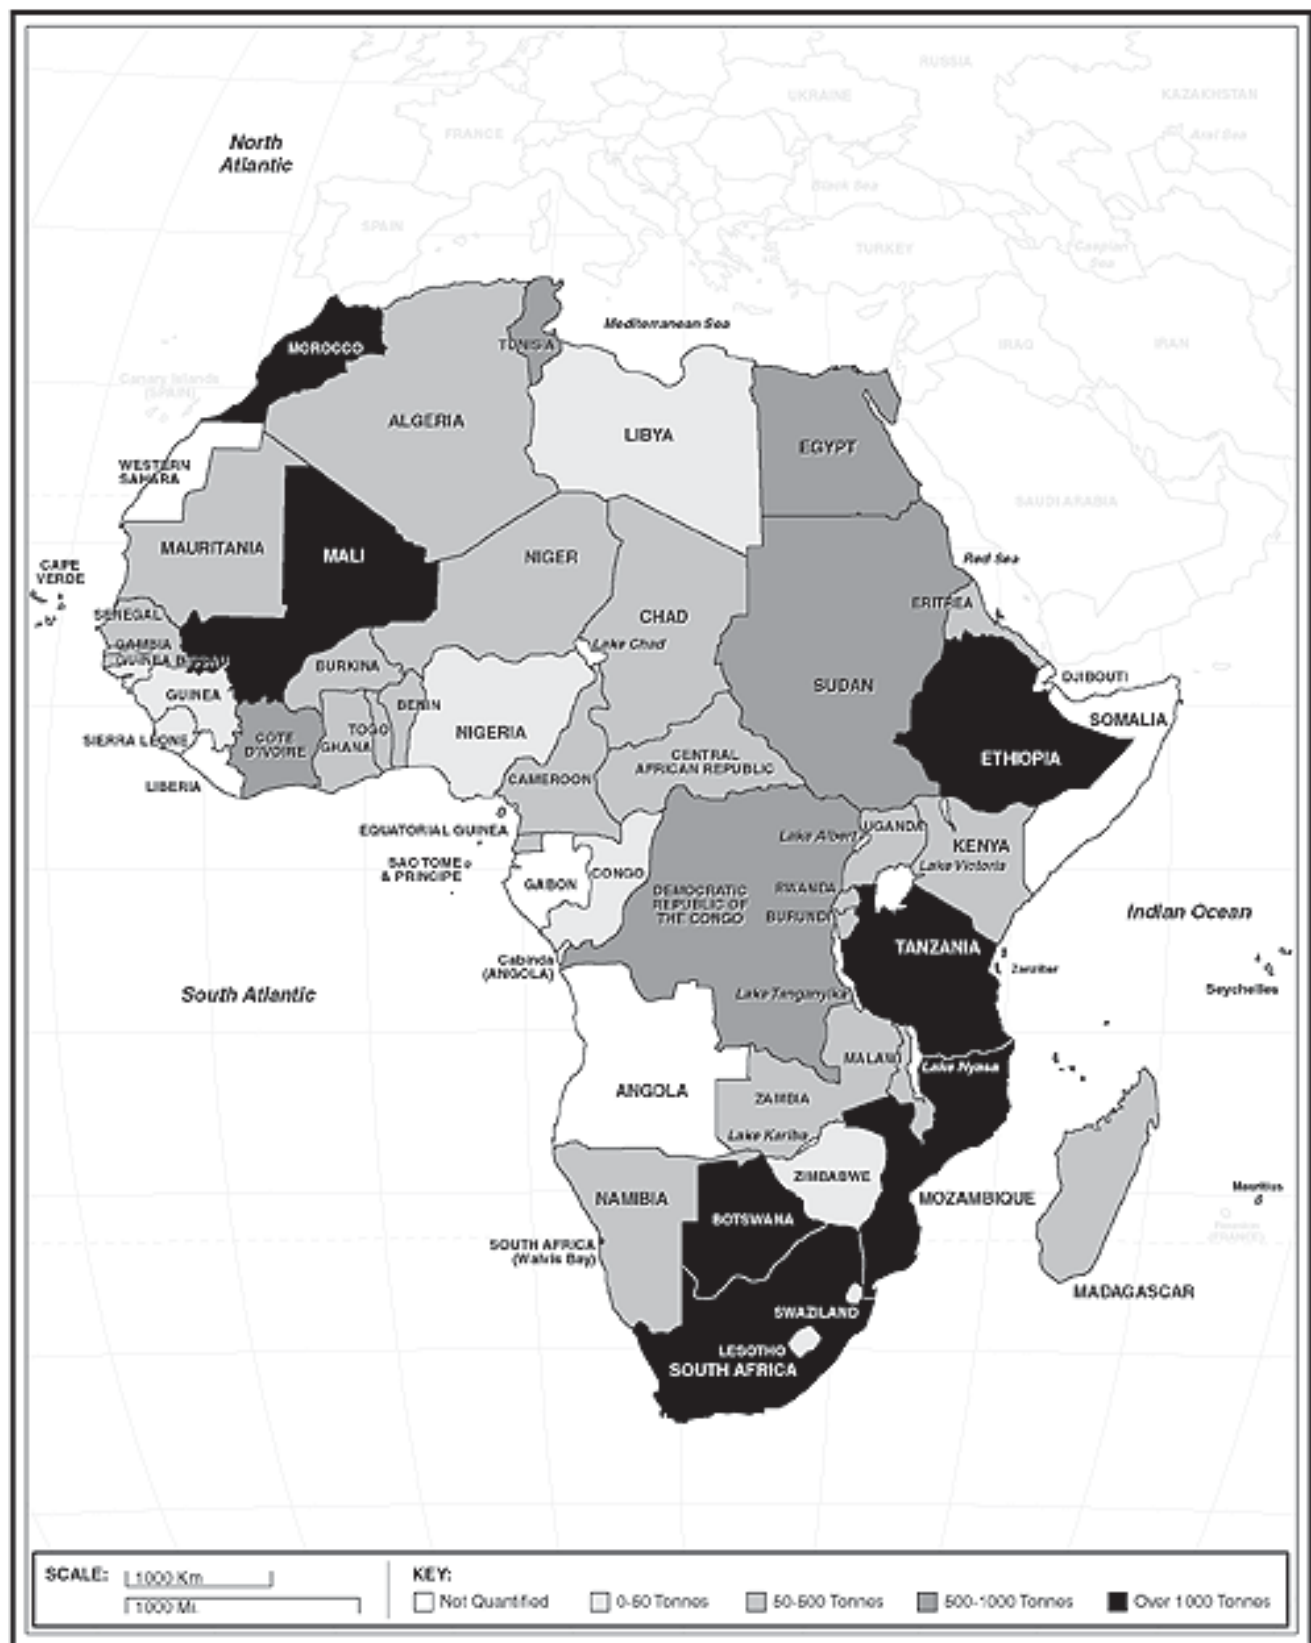 RUSSIA
KAZAKHSTAN
UKRAINE
Aral Sea
FRANCE
North
Atlantic
Black Sea
SPAIN
TURKEY
Caspian
Sea
Mediterranean Sea
IRAQ
IRAN
MOROCCO
TUNISIA
Canary Islands
(SPAIN)
ALGERIA
LIBYA
EGYPT
WESTERN
SAHARA
SAUDI ARABIA
MAURITANIA
MALI
NIGER
Red Sea
CAPE
VERDE
CHAD
ERITREA
SENEGAL
GAMBIA
Lake Chad
GUINEA BISSAU
BURKINA
DJIBOUTI
SUDAN
GUINEA
BENIN
SOMALIA
NIGERIA
TOGO
SIERRA LEONE
COTE
D'IVOIRE
GHANA
ETHIOPIA
CENTRAL
AFRICAN REPUBLIC
CAMEROON
LIBERIA
EQUATORIAL GUINEA
UGANDA
Lake Albert
KENYA
SAO TOME
& PRINCIPE
Lake Victoria
CONGO
GABON
DEMOCRATIC
REPUBLIC OF
THE CONGO
RWANDA
BURUNDI
Indian Ocean
TANZANIA
Cabinda
(ANGOLA)
Zanzibar
South Atlantic
Lake Tanganyika
Seychelles
MALAWI
Lake Nyasa
ANGOLA
ZAMBIA
Lake Kariba
ZIMBABWE
Mauritius
NAMIBIA
MOZAMBIQUE
BOTSWANA
(FRANCE)
SOUTH AFRICA
(Walvis Bay)
MADAGASCAR
SWAZILAND
LESOTHO
SOUTH AFRICA
SCALE:
1000 Km
1000 Mi.
KEY:
Not Quantified
0-50 Tonnes
50-500 Tonnes
500-1000 Tonnes
Over 1000 Tonnes